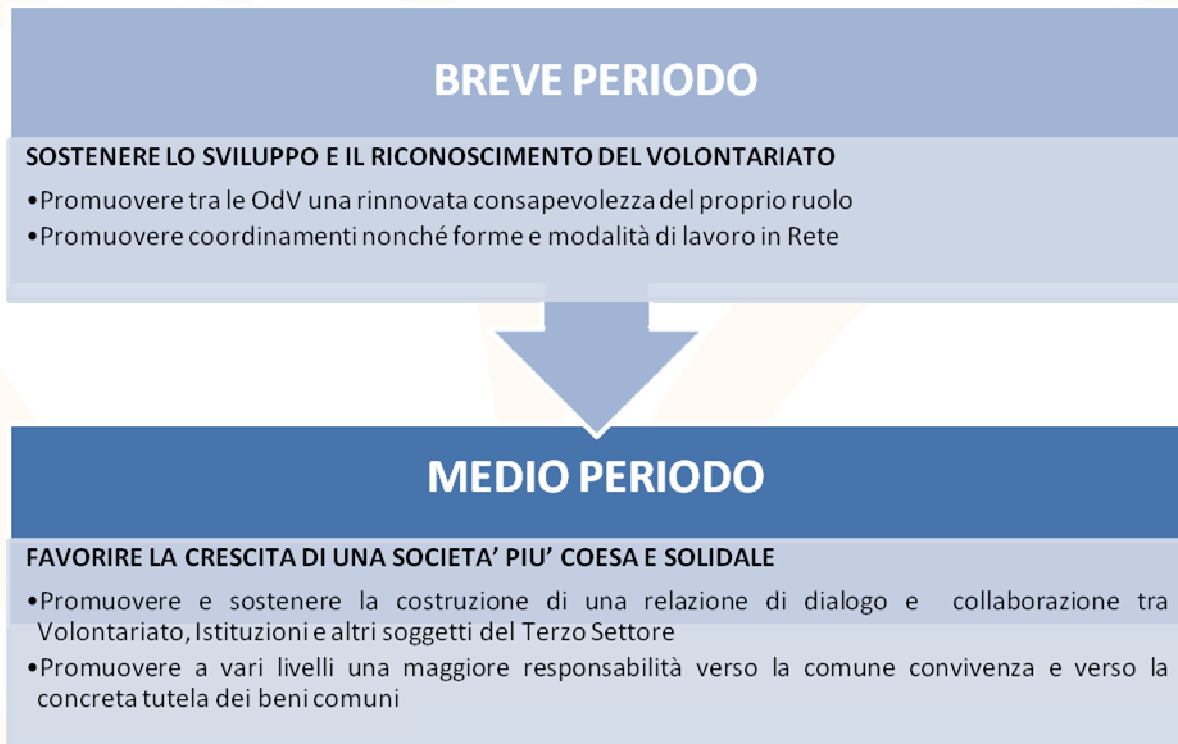 BREVE PERIODO
SOSTENERE LO SVILUPPO E IL RICONOSCIMENTO DEL VOLONTARIATO
•Promuovere tra le OdV una rinnovata consapevolezza del proprio ruolo
•Promuovere coordinamenti nonché forme e modalità di lavoro in Rete
MEDIO PERIODO
FAVORIRE LA CRESCITA DI UNA SOCIETA’ PIU’ COESA E SOLIDALE
•Promuovere e sostenere la costruzione di una relazione di dialogo e collaborazione tra
Volontariato, Istituzioni e altri soggetti del Terzo Settore
•Promuovere a vari livelli una maggiore responsabilità verso la comune convivenza e verso la
concreta tutela dei beni comuni